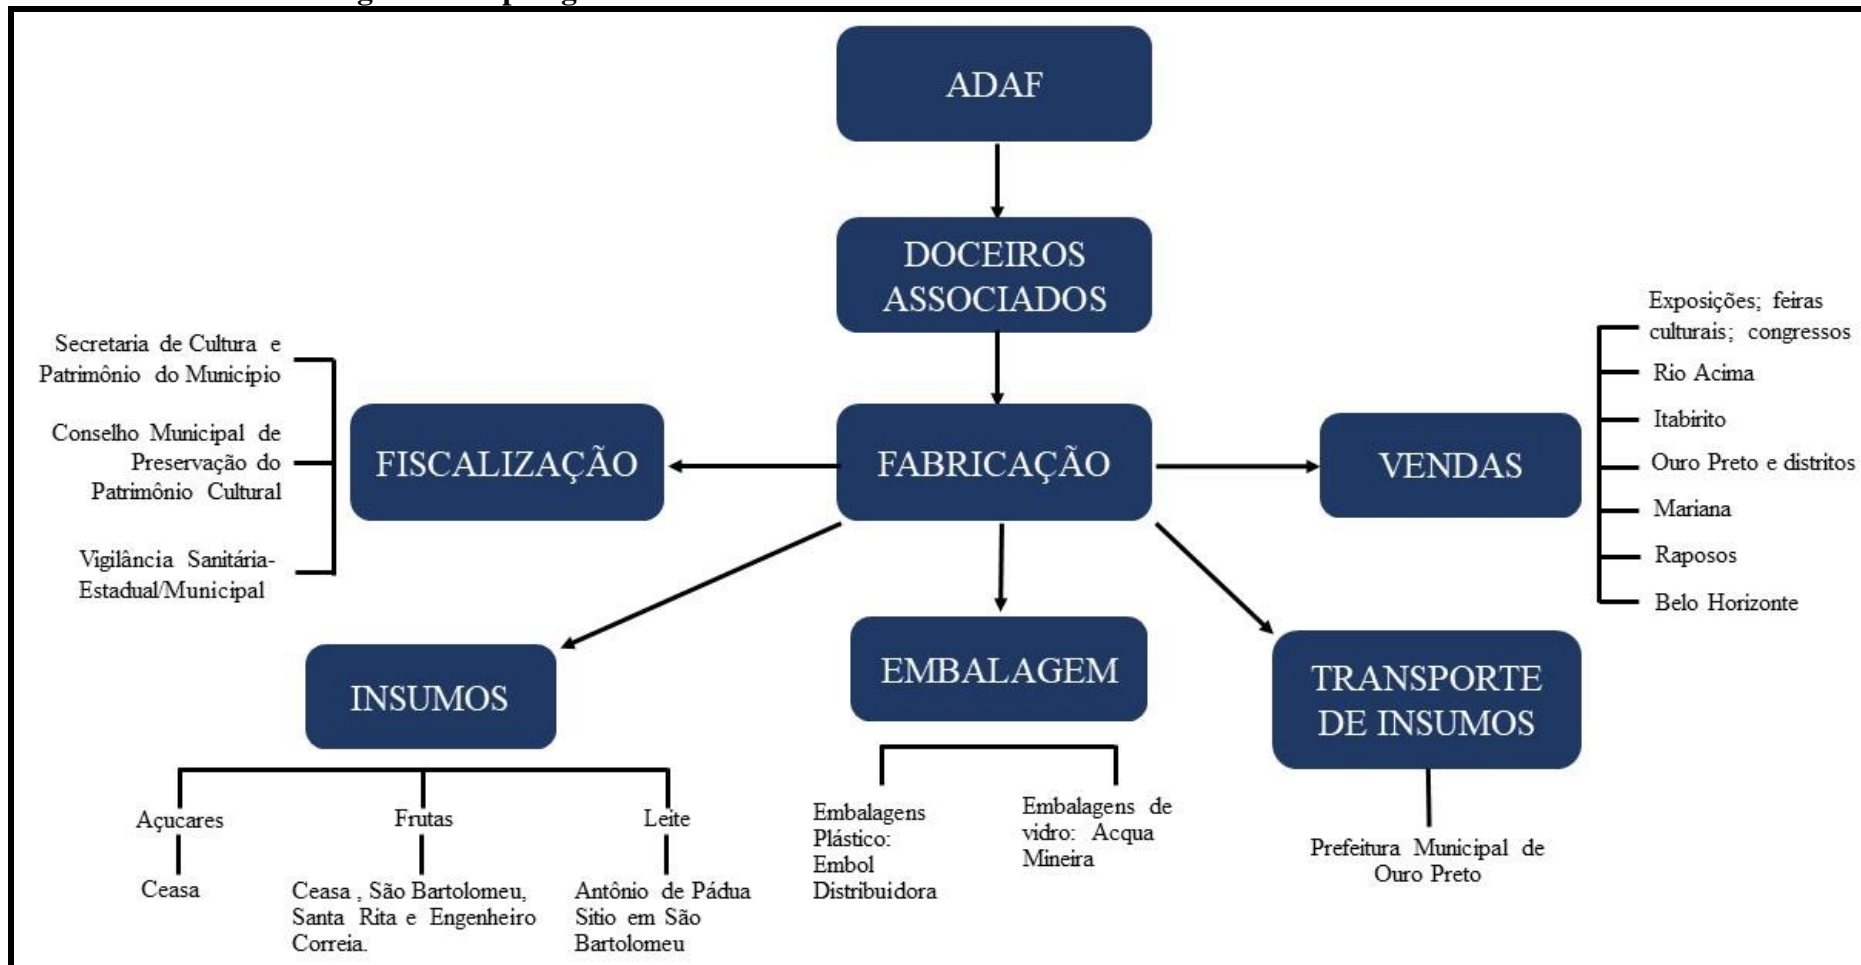 ADAF
DOCEIROS
ASSOCIADOS
Secretaria de Cultura e
Patrimônio do Município
Conselho Municipal de
Preservação do
Patrimônio Cultural
Vigilância Sanitária-
Estadual/Municipal
FISCALIZAÇÃO
FABRICAÇÃO
VENDAS
Exposições; feiras
culturais; congressos
Rio Acima
Itabirito
Ouro Preto e distritos
Mariana
Raposos
Belo Horizonte
INSUMOS
EMBALAGEM
TRANSPORTE
DE INSUMOS
Açucares
Frutas
Leite
Ceasa
Ceasa , São Bartolomeu,
Santa Rita e Engenheiro
Correia.
Antônio de Pádua
Sitio em São
Bartolomeu
Embalagens
Plástico:
Embol
Distribuidora
Embalagens de
vidro: Acqua
Mineira
Prefeitura Municipal de
Ouro Preto